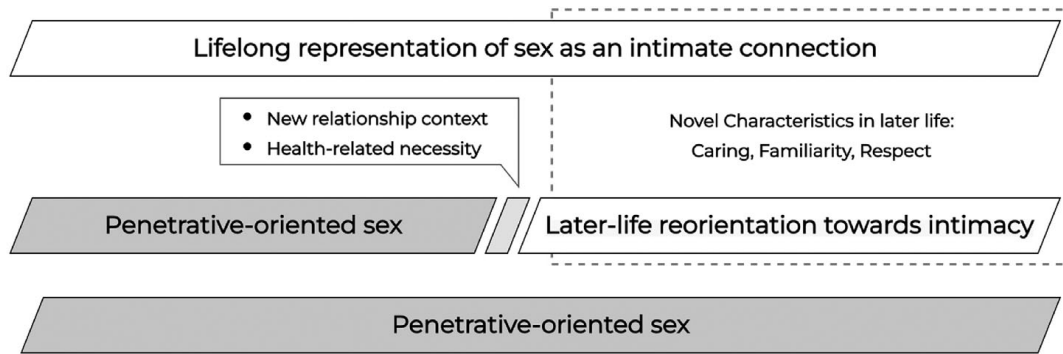 Lifelong representation of sex as an intimate connection
• New relationship context
• Health-related necessity
Novel Characteristics in later life:
Caring, Familiarity, Respect
Penetrative-oriented sex
Later-life reorientation towards intimacy
Penetrative-oriented sex